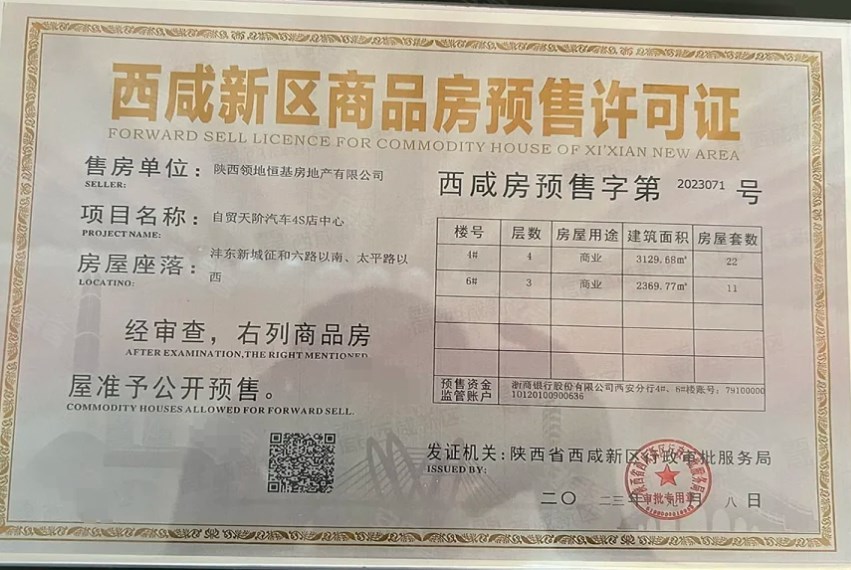 西咸新区商品房预售许可证
FORWARD SELL LICENCE FOR COMMODITY HOUSE OF XI'XIAN NEW AREA
售房单位：陕西领地恒基房地产有限公司
SELLER:
项目名称：自贸天阶汽车4S店中心
PROJECT NAME:
房屋座落：沣东新城征和六路以南、太平路以
西
LOCATINO:
经审查，右列商品房
AFTER EXAMINATION,THE RIGHT MENTIONED
屋准予公开预售。
COMMODITY HOUSES ALLOWED FOR FORWARD SELL.
西咸房预售字第 2023071 号
楼号 层数 房屋用途 建筑面积 房屋套数
4# 4 商业 3129.68㎡ 22
6# 3 商业 2369.77㎡ 11
预售资金
监管账户
浙商银行股份有限公司西安分行4#、6#楼账号：79100000
10120100900636
发证机关：陕西省西咸新区行政审批服务局
ISSUED BY:
二〇二三年九月八日
审批专用章